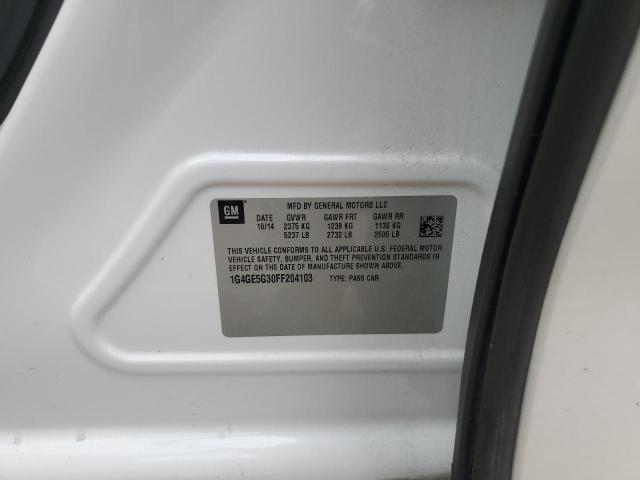 GM
MFD BY GENERAL MOTORS LLC
DATE GVWR GAWR FRT GAWR RR
10/14 2375 KG 1239 KG 1136 KG
5237 LB 2732 LB 2505 LB
THIS VEHICLE CONFORMS TO ALL APPLICABLE U.S. FEDERAL MOTOR
VEHICLE SAFETY, BUMPER, AND THEFT PREVENTION STANDARDS
IN EFFECT ON THE DATE OF MANUFACTURE SHOWN ABOVE.
1G4GE5G30FF204103 TYPE: PASS CAR